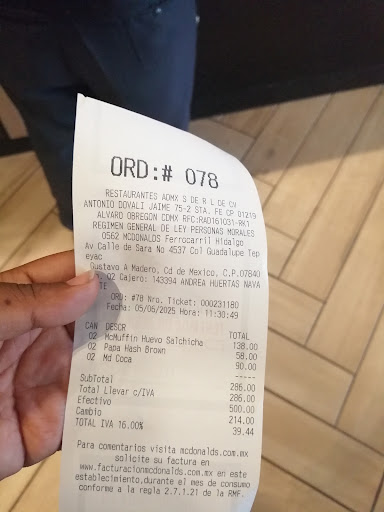 ORD:# 078
RESTAURANTES ADMX S DE R L DE CV
ANTONIO DOVALI JAIME 75-2 STA. FE CP 01219
ALVARO OBREGON CDMX RFC:RAD161031-RK1
REGIMEN GENERAL DE LEY PERSONAS MORALES
0562 MCDONALDS Ferrocarril Hidalgo
Av Calle de Sara No 4537 Col Guadalupe Tep
eyac
Gustavo A Madero, Cd de Mexico, C.P.07840
02 Cajero: 143394 ANDREA HUERTAS NAVA
TE
ORD: #78 Nro. Ticket: 000231180
Fecha: 05/06/2025 Hora: 11:30:49
CAN DESCR TOTAL
02 McMuffin Huevo Salchicha 138.00
02 Papa Hash Brown 58.00
02 Md Coca 90.00
-----
SubTotal 286.00
Total Llevar c/IVA 286.00
Efectivo 500.00
Cambio 214.00
TOTAL IVA 16.00% 39.44
Para comentarios visita mcdonalds.com.mx
solicite su factura en
www.facturacionmcdonalds.com.mx en este
establecimiento,durante el mes de consumo
conforme a la regla 2.7.1.21 de la RMF.